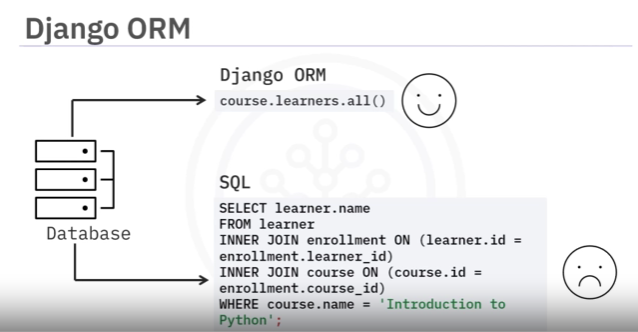 Django ORM
Django ORM
course.learners.all()
SQL
SELECT learner.name
FROM learner
INNER JOIN enrollment ON (learner.id =
enrollment.learner_id)
INNER JOIN course ON (course.id =
enrollment.course_id)
WHERE course.name = 'Introduction to
Python';
Database